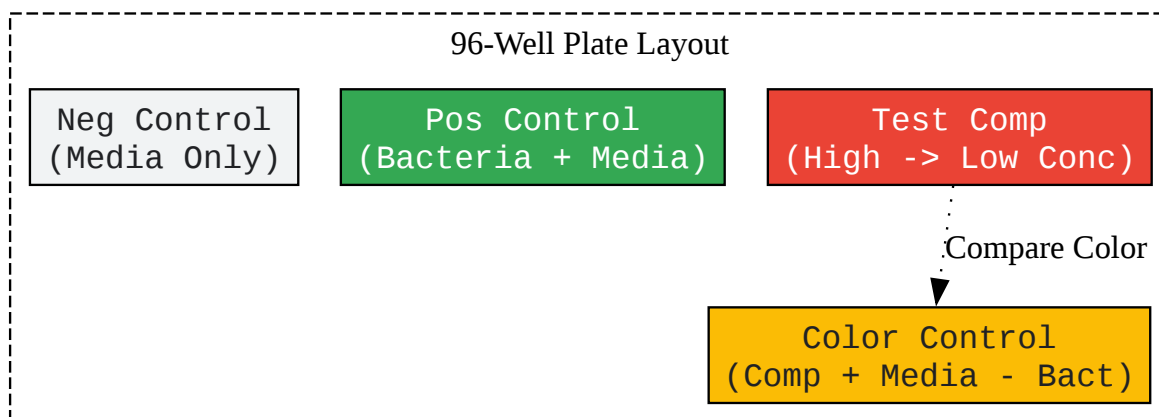 96-Well Plate Layout
Neg Control
(Media Only)
Pos Control
(Bacteria + Media)
Test Comp
(High -> Low Conc)
Compare Color
Color Control
(Comp + Media - Bact)